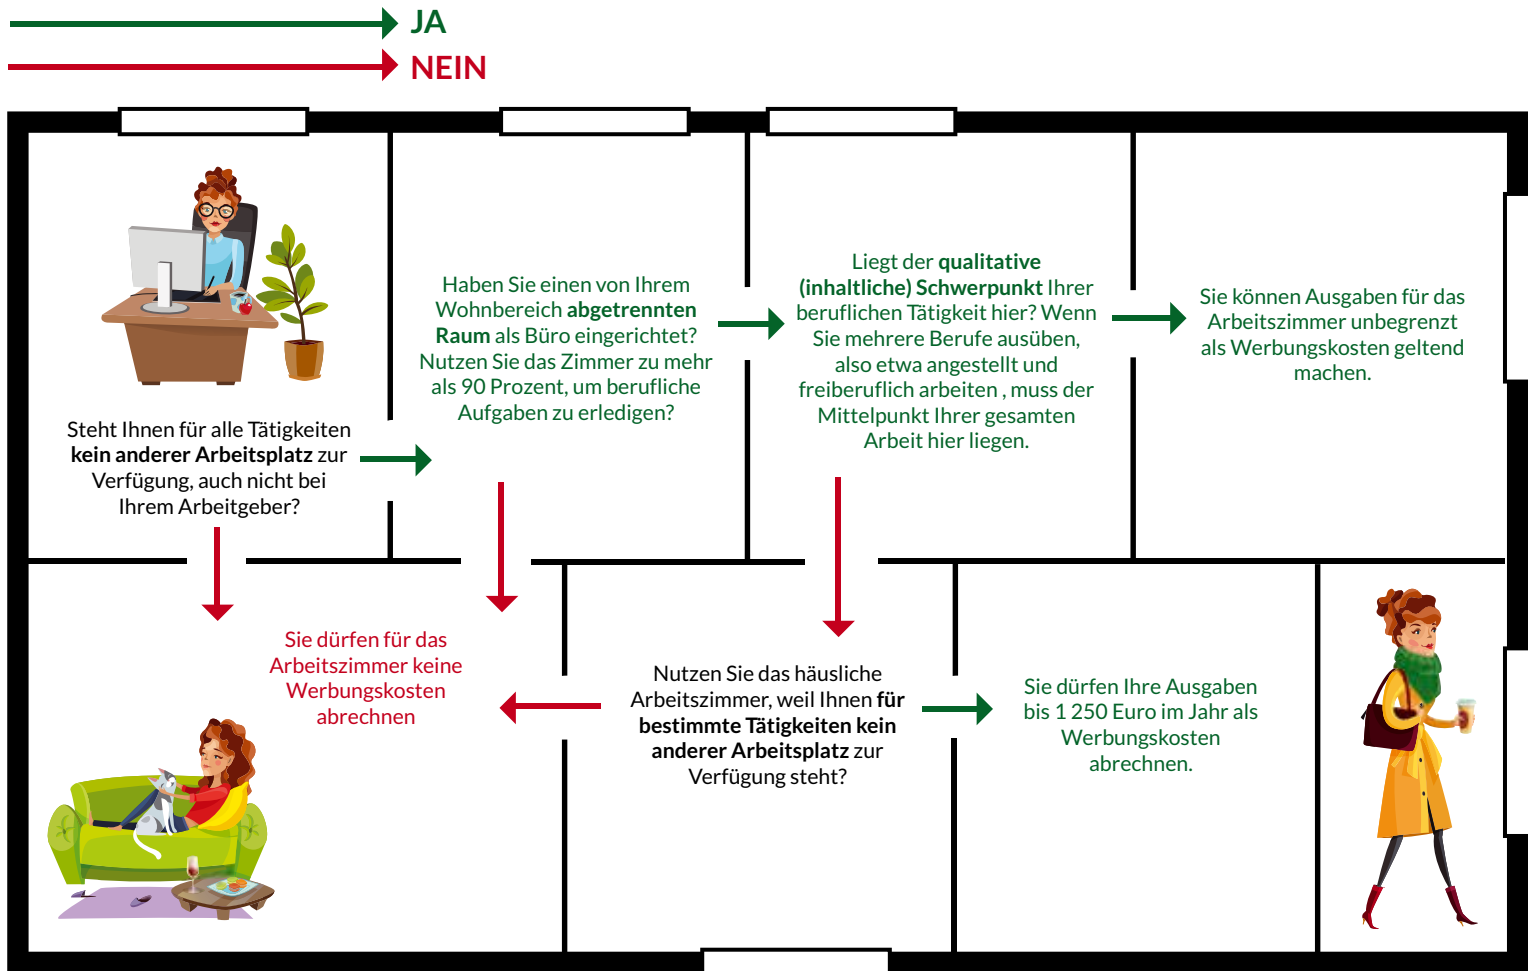 JA
NEIN
Steht Ihnen für alle Tätigkeiten
kein anderer Arbeitsplatz zur
Verfügung, auch nicht bei
Ihrem Arbeitgeber?
Haben Sie einen von Ihrem
Wohnbereich abgetrennten
Raum als Büro eingerichtet?
Nutzen Sie das Zimmer zu mehr
als 90 Prozent, um berufliche
Aufgaben zu erledigen?
Liegt der qualitative
(inhaltliche) Schwerpunkt Ihrer
beruflichen Tätigkeit hier? Wenn
Sie mehrere Berufe ausüben,
also etwa angestellt und
freiberuflich arbeiten , muss der
Mittelpunkt Ihrer gesamten
Arbeit hier liegen.
Sie können Ausgaben für das
Arbeitszimmer unbegrenzt
als Werbungskosten geltend
machen.
Sie dürfen für das
Arbeitszimmer keine
Werbungskosten
abrechnen
Nutzen Sie das häusliche
Arbeitszimmer, weil Ihnen für
bestimmte Tätigkeiten kein
anderer Arbeitsplatz zur
Verfügung steht?
Sie dürfen Ihre Ausgaben
bis 1 250 Euro im Jahr als
Werbungskosten
abrechnen.